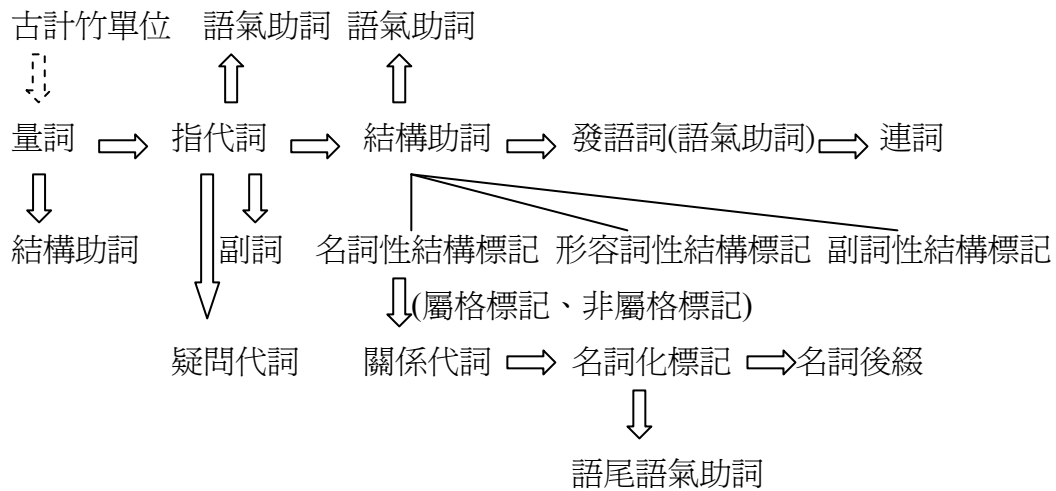 古計竹單位 語氣助詞 語氣助詞
量詞 指代詞 結構助詞 發語詞(語氣助詞) 連詞
結構助詞 副詞 名詞性結構標記 形容詞性結構標記 副詞性結構標記
(屬格標記、非屬格標記)
疑問代詞 關係代詞 名詞化標記 名詞後綴
語尾語氣助詞